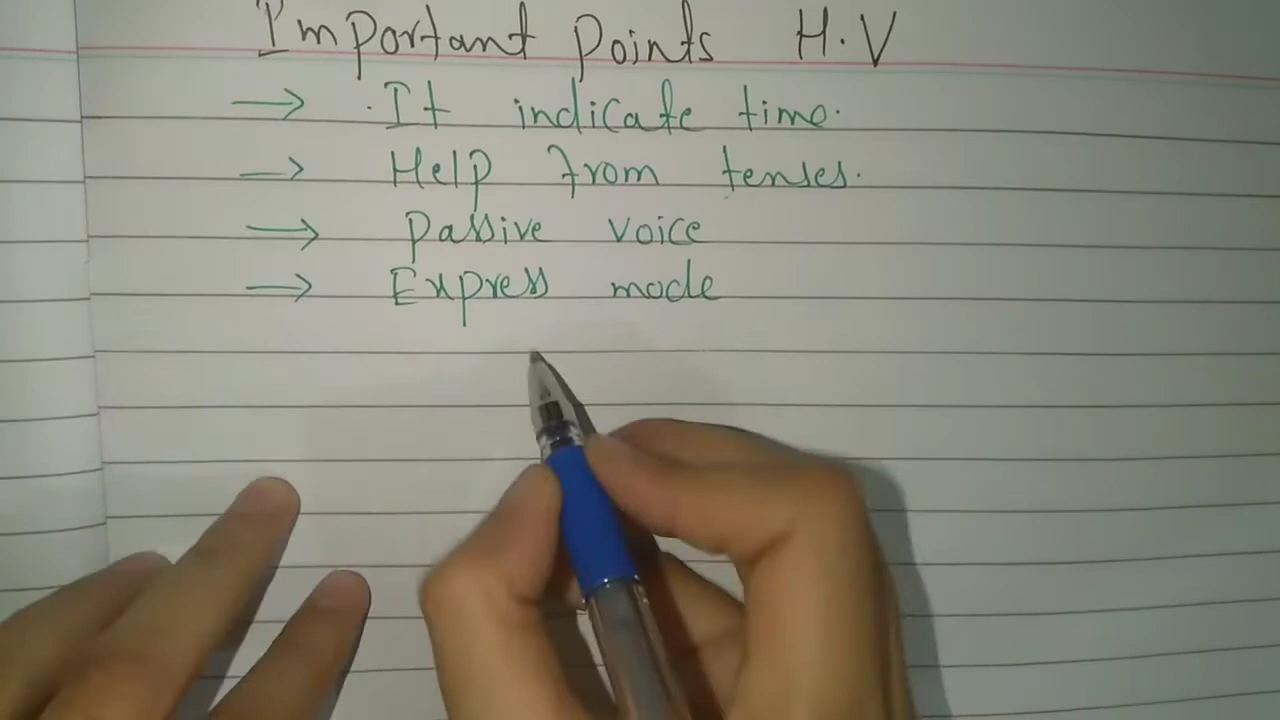 Important Points H.V
→ It indicate time.
→ Help from tenses.
→ Passive voice
→ Express mode